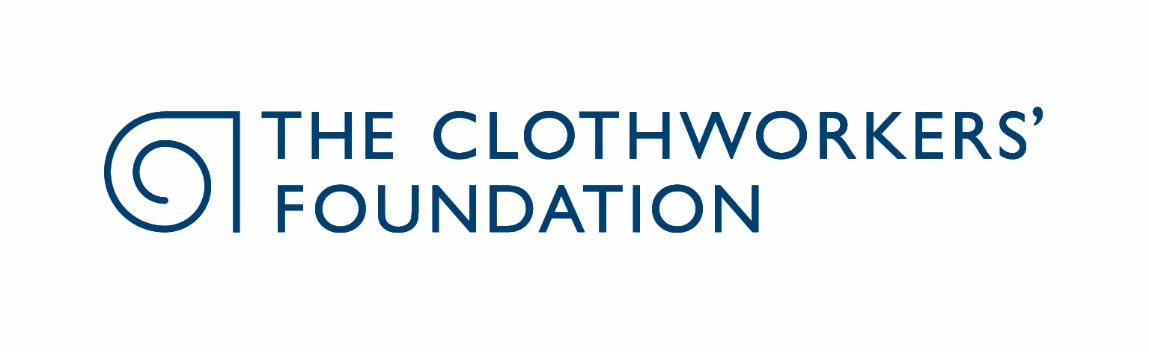 THE CLOTHWORKERS’
FOUNDATION